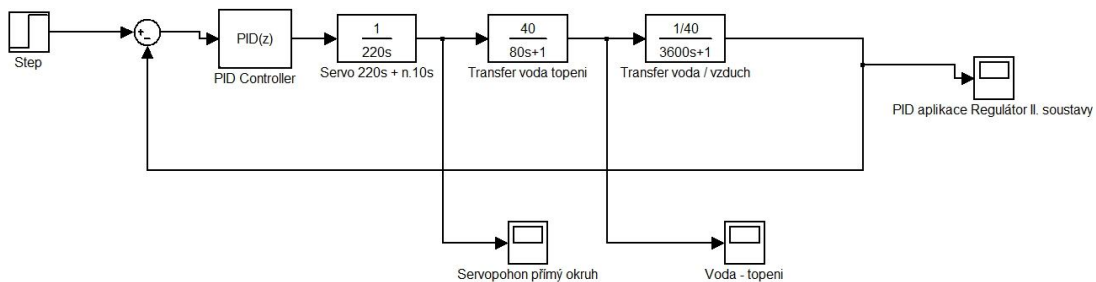 Step
+
−
PID(z)
PID Controller
1
220s
Servo 220s + n.10s
40
80s+1
Transfer voda topeni
1/40
3600s+1
Transfer voda / vzduch
PID aplikace Regulátor II. soustavy
Servopohon přímý okruh
Voda - topeni